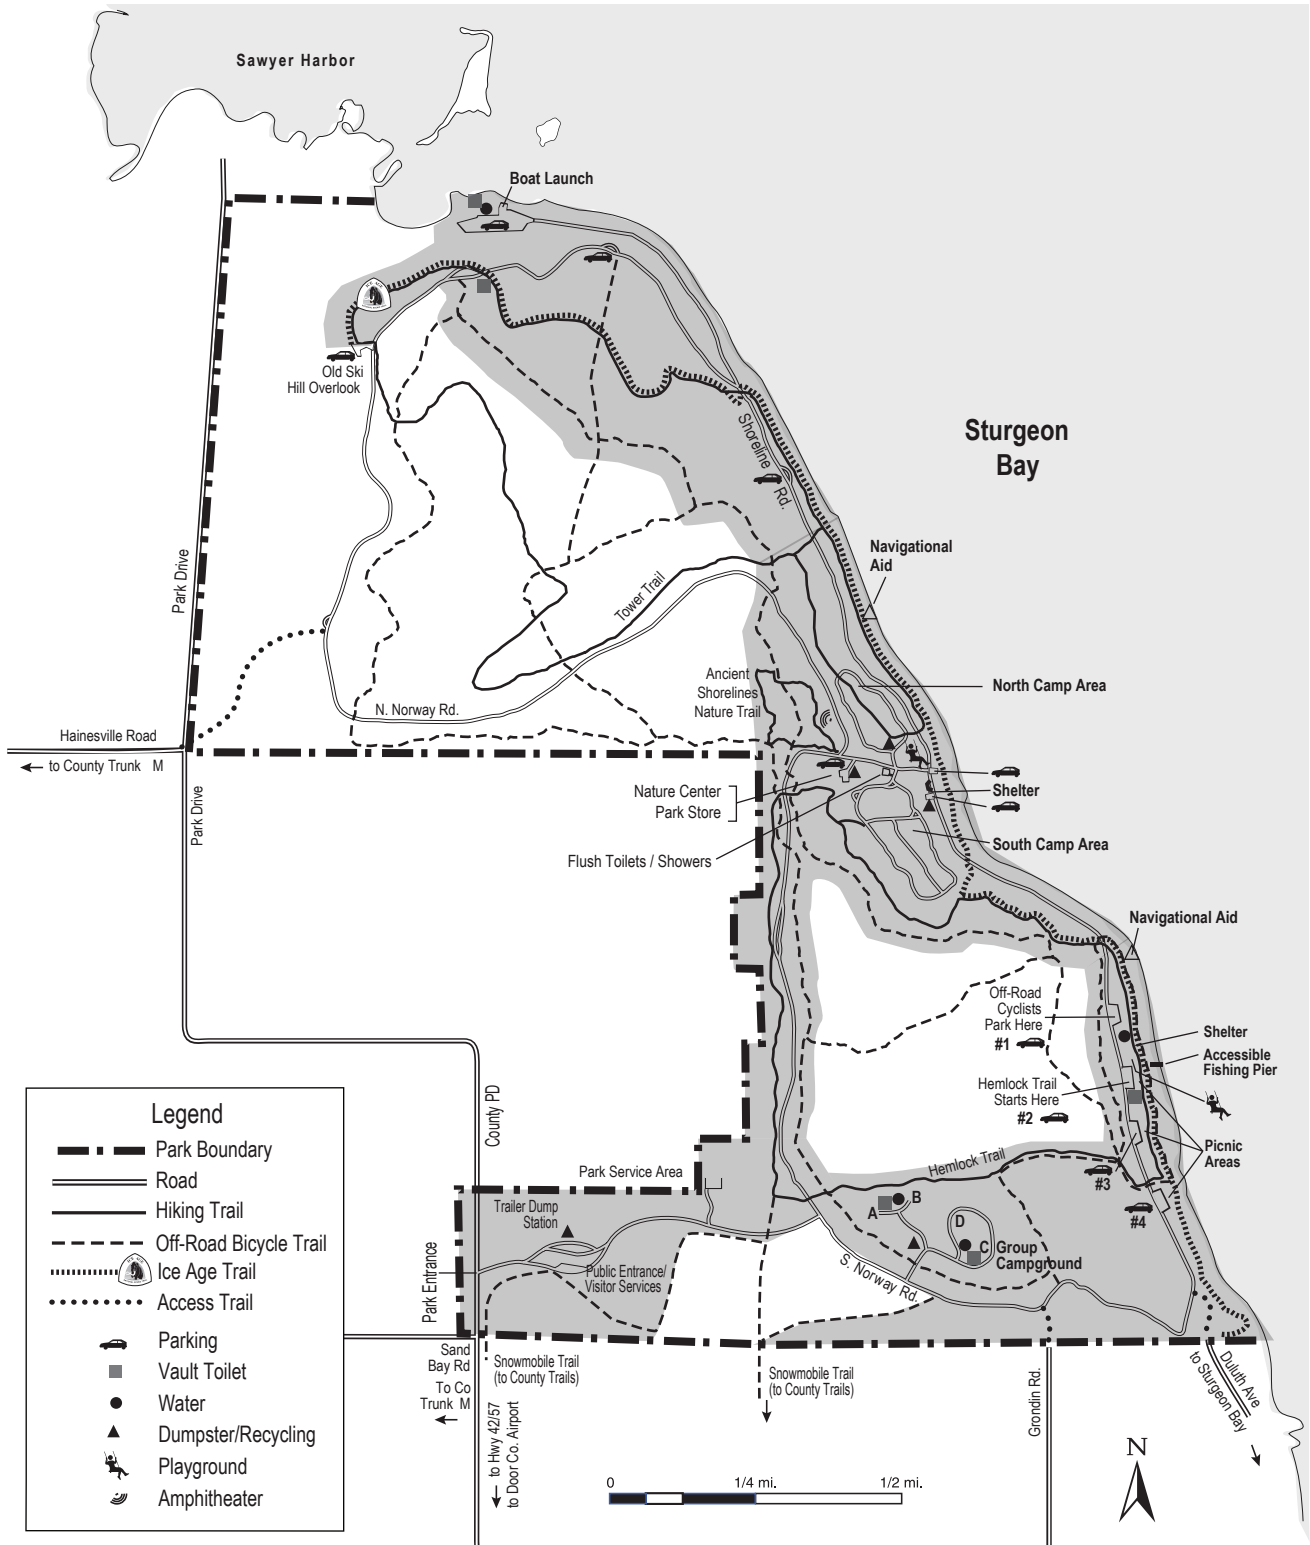 Sawyer Harbor
Boat Launch
Old Ski
Hill Overlook
Shoreline
Rd.
Sturgeon
Bay
Navigational
Aid
Park Drive
Tower Trail
Ancient
Shorelines
Nature Trail
North Camp Area
N. Norway Rd.
Hainesville Road
to County Trunk M
Park Drive
Nature Center
Park Store
Shelter
South Camp Area
Flush Toilets / Showers
Navigational Aid
Off-Road
Cyclists
Park Here
#1
Shelter
Accessible
Fishing Pier
Hemlock Trail
Starts Here
#2
Picnic
Areas
#3
#4
Hemlock Trail
County PD
Park Service Area
Trailer Dump
Station
Public Entrance/
Visitor Services
Park Entrance
A
B
D
C Group
Campground
S. Norway Rd.
Sand
Bay Rd
To Co
Trunk M
Snowmobile Trail
(to County Trails)
Snowmobile Trail
(to County Trails)
to Hwy 42/57
to Door Co. Airport
Grondin Rd.
Duluth Ave
to Sturgeon Bay
N
0 1/4 mi. 1/2 mi.
Legend
Park Boundary
Road
Hiking Trail
Off-Road Bicycle Trail
Ice Age Trail
Access Trail
Parking
Vault Toilet
Water
Dumpster/Recycling
Playground
Amphitheater